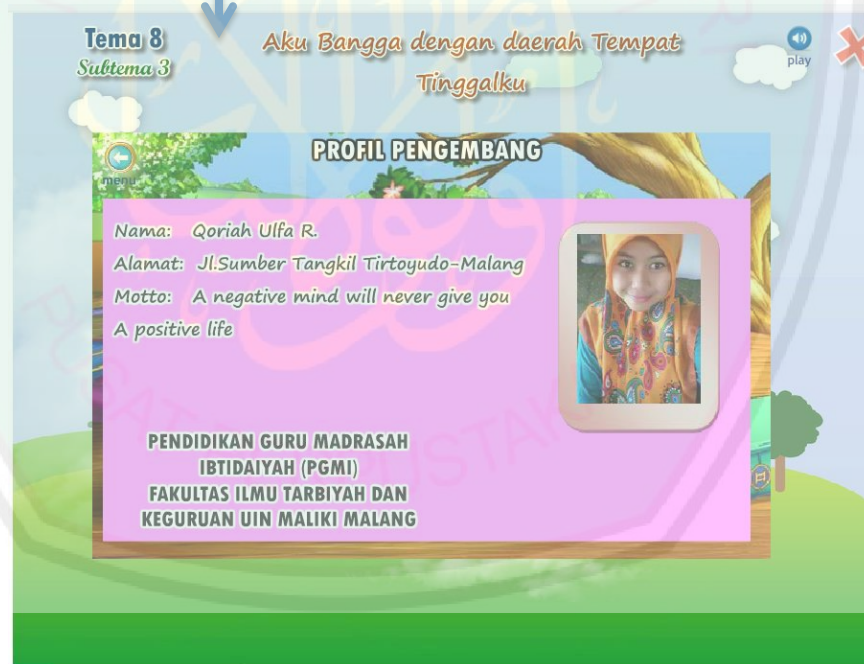 Tema 8
Subtema 3
Aku Bangga dengan daerah Tempat
Tinggalku
play
menu
PROFIL PENGEMBANG
Nama: Qoriah Ulfa R.
Alamat: Jl.Sumber Tangkil Tirtoyudo-Malang
Motto: A negative mind will never give you
A positive life
PENDIDIKAN GURU MADRASAH
IBTIDAIYAH (PGMI)
FAKULTAS ILMU TARBIYAH DAN
KEGURUAN UIN MALIKI MALANG